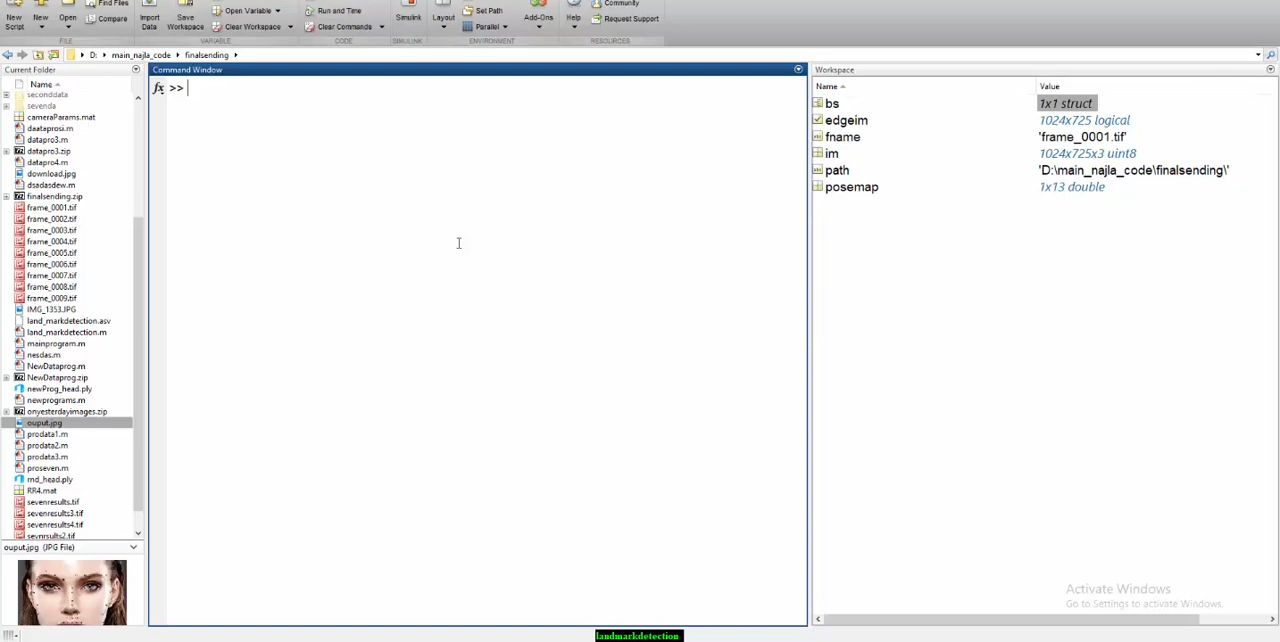 Find Files
New
Script
New
Open
Compare
Import
Data
Save
Workspace
Open Variable
Clear Workspace
Run and Time
Clear Commands
Simulink
Layout
Set Path
Parallel
Add-Ons
Help
Community
Request Support
FILE
VARIABLE
CODE
SIMULINK
ENVIRONMENT
RESOURCES
D:
main_najla_code
finalsending
Current Folder
Name
seconddata
sevenda
cameraParams.mat
daataprosi.m
datapro3.m
datapro3.zip
datapro4.m
download.jpg
dsadasdew.m
finalsending.zip
frame_0001.tif
frame_0002.tif
frame_0003.tif
frame_0004.tif
frame_0005.tif
frame_0006.tif
frame_0007.tif
frame_0008.tif
frame_0009.tif
IMG_1353.JPG
land_markdetection.asv
land_markdetection.m
mainprogram.m
nesdas.m
NewDataprog.m
NewDataprog.zip
newProg_head.ply
newprograms.m
onyesterdayimages.zip
ouput.jpg
prodata1.m
prodata2.m
prodata3.m
proseven.m
rnd_head.ply
RR4.mat
sevenresults.tif
sevenresults3.tif
sevenresults4.tif
sevnrsults2.tif
ouput.jpg (JPG File)
Command Window
fx >>
Workspace
Name Value
bs 1x1 struct
edgeim 1024x725 logical
fname 'frame_0001.tif'
im 1024x725x3 uint8
path 'D:\main_najla_code\finalsending\'
posemap 1x13 double
Activate Windows
Go to Settings to activate Windows.
landmarkdetection